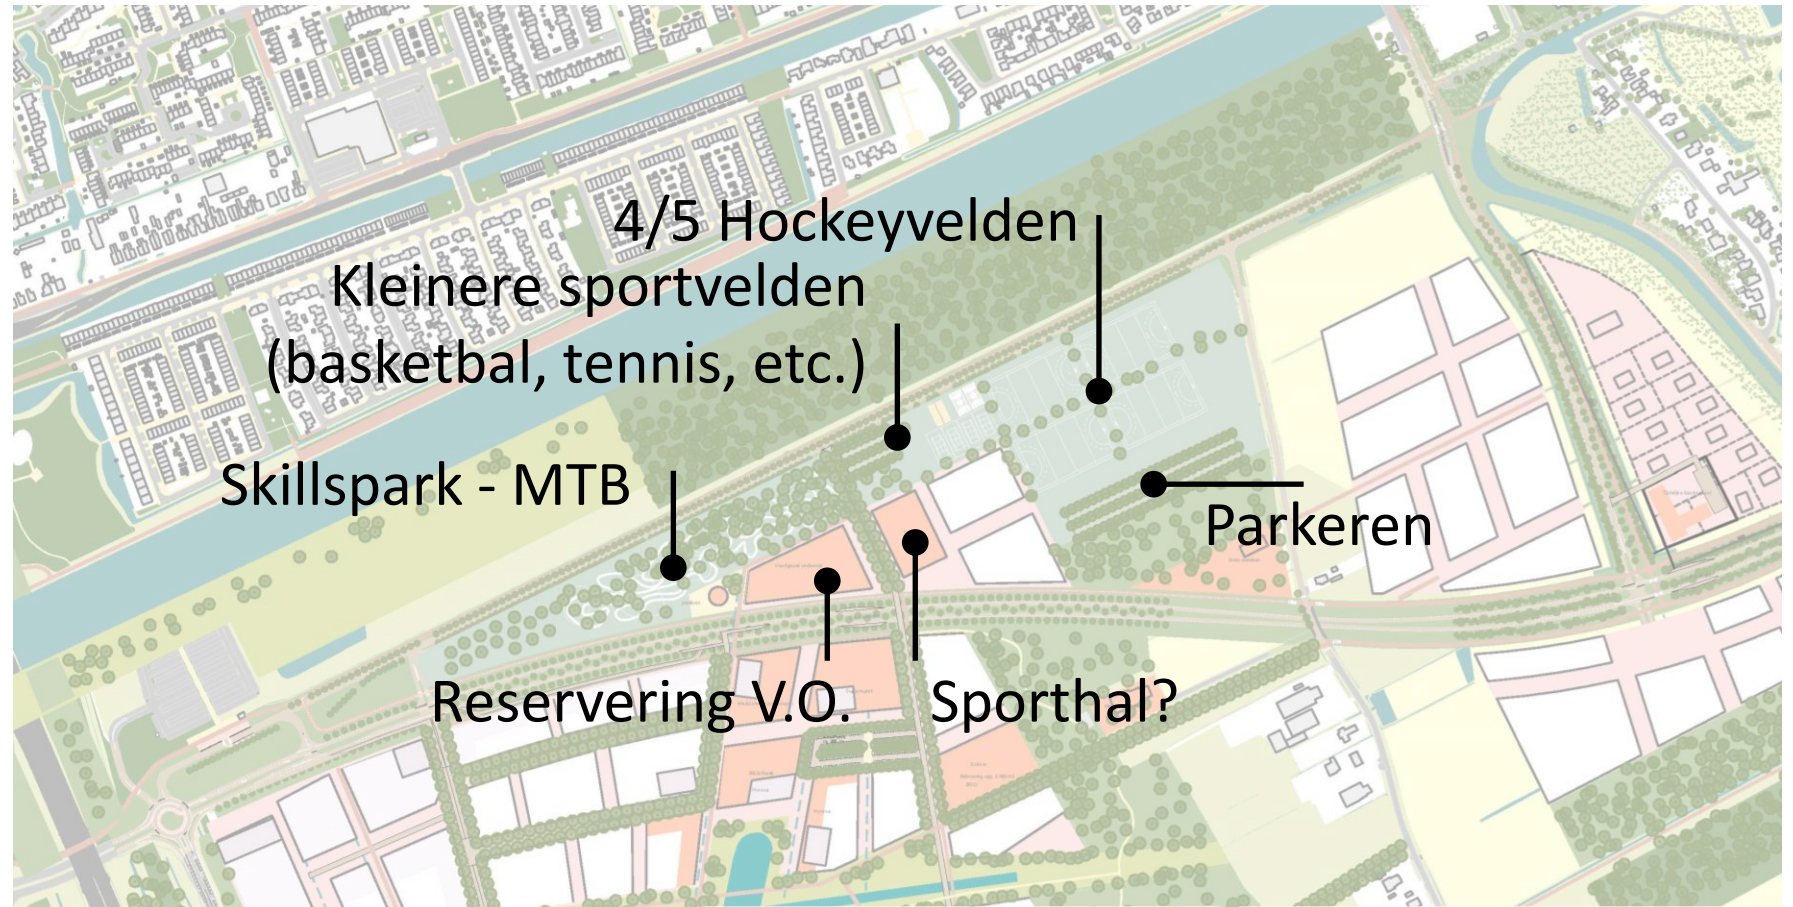 4/5 Hockeyvelden
Kleinere sportvelden
(basketbal, tennis, etc.)
Skillspark - MTB
Parkeren
Reservering V.O.
Sporthal?